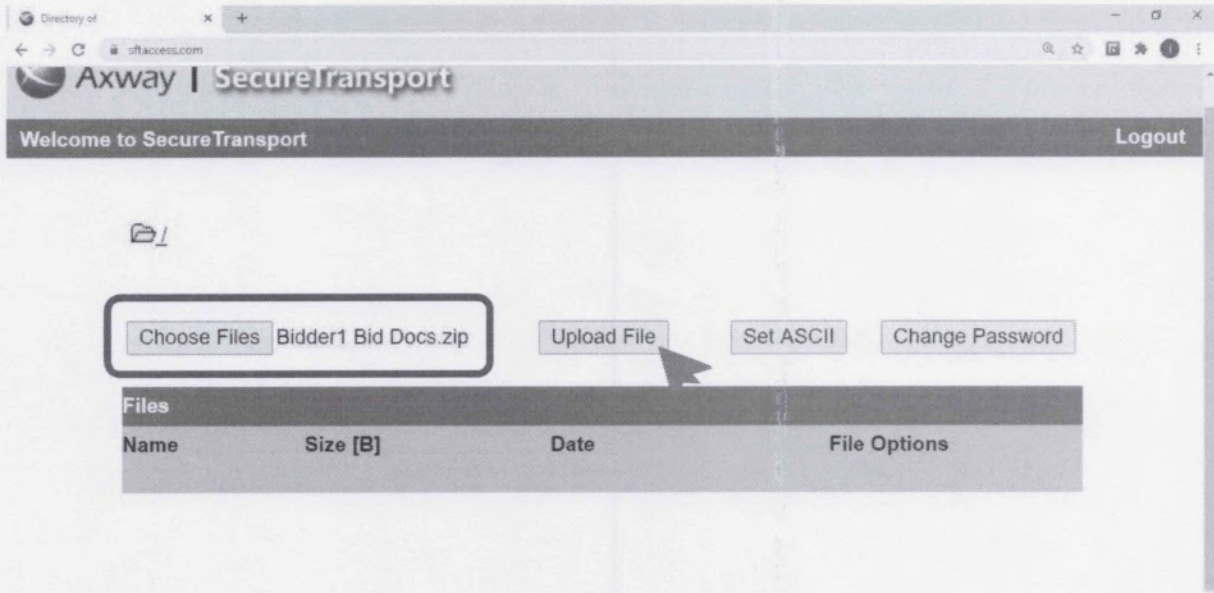 Directory of
sftaccess.com
Axway | SecureTransport
Welcome to SecureTransport Logout
/
Choose Files Bidder1 Bid Docs.zip Upload File Set ASCII Change Password
Files
Name Size [B] Date File Options